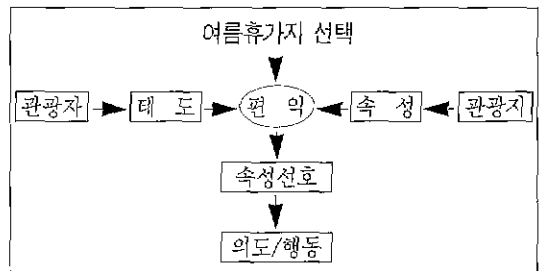 여름휴가지 선택
관광자 태 도 편 익 속 성 관광지
속성선호
의도/행동